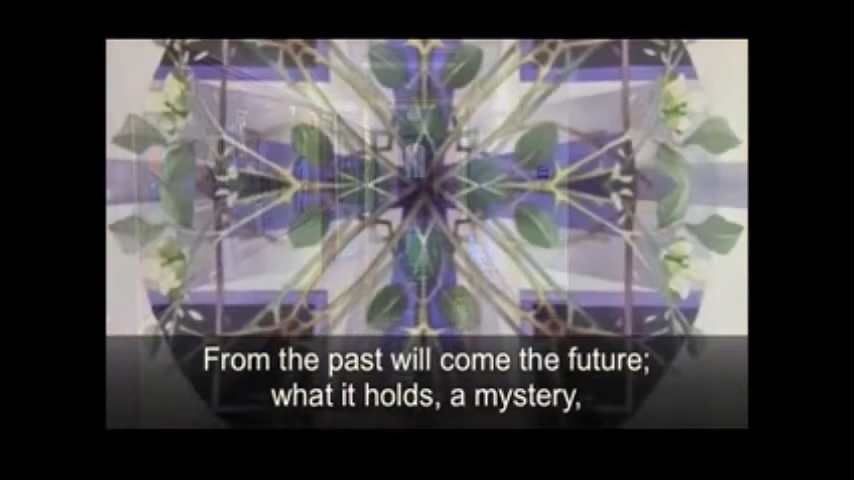 From the past will come the future;
what it holds, a mystery,